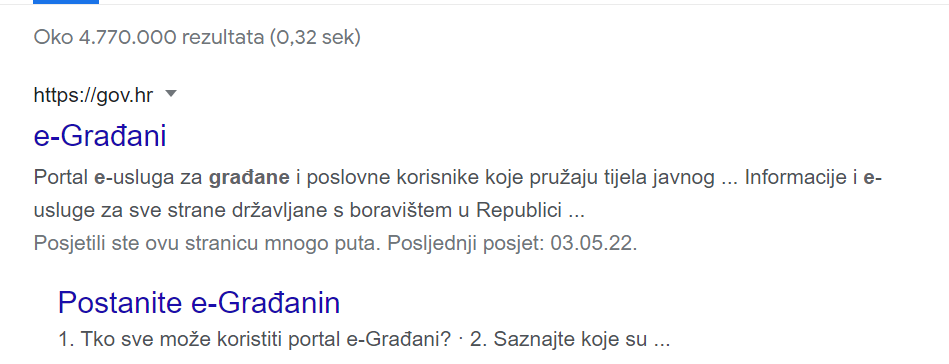 Oko 4.770.000 rezultata (0,32 sek)
https://gov.hr
e-Građani
Portal e-usluga za građane i poslovne korisnike koje pružaju tijela javnog ... Informacije i e-
usluge za sve strane državljane s boravištem u Republici ...
Posjetili ste ovu stranicu mnogo puta. Posljednji posjet: 03.05.22.
Postanite e-Građanin
1. Tko sve može koristiti portal e-Građani? · 2. Saznajte koje su ...